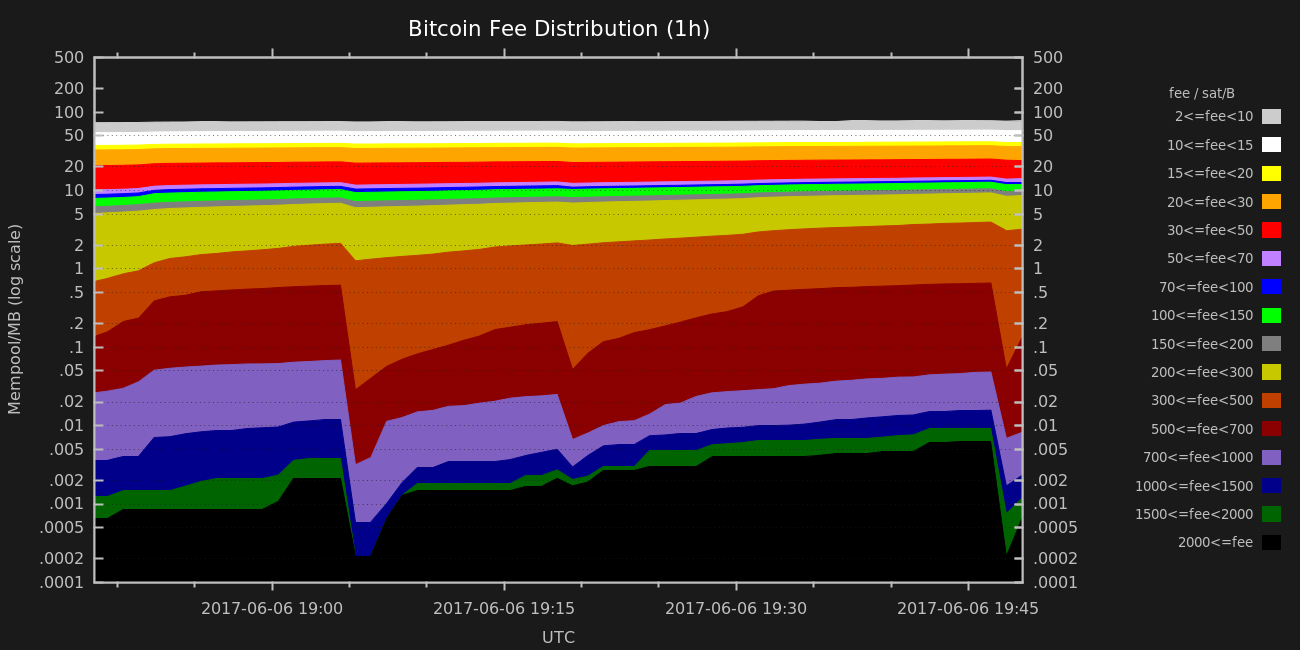 Bitcoin Fee Distribution (1h)
Mempool/MB (log scale)
500
200
100
50
20
10
5
2
1
.5
.2
.1
.05
.02
.01
.005
.002
.001
.0005
.0002
.0001
500
200
100
50
20
10
5
2
1
.5
.2
.1
.05
.02
.01
.005
.002
.001
.0005
.0002
.0001
2017-06-06 19:00 2017-06-06 19:15 2017-06-06 19:30 2017-06-06 19:45
UTC
fee / sat/B
2<=fee<10
10<=fee<15
15<=fee<20
20<=fee<30
30<=fee<50
50<=fee<70
70<=fee<100
100<=fee<150
150<=fee<200
200<=fee<300
300<=fee<500
500<=fee<700
700<=fee<1000
1000<=fee<1500
1500<=fee<2000
2000<=fee